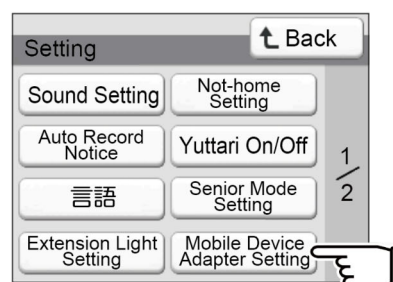 Setting
Back
Sound Setting
Not-home
Setting
Auto Record
Notice
Yuttari On/Off
言語
Senior Mode
Setting
Extension Light
Setting
Mobile Device
Adapter Setting
1/2